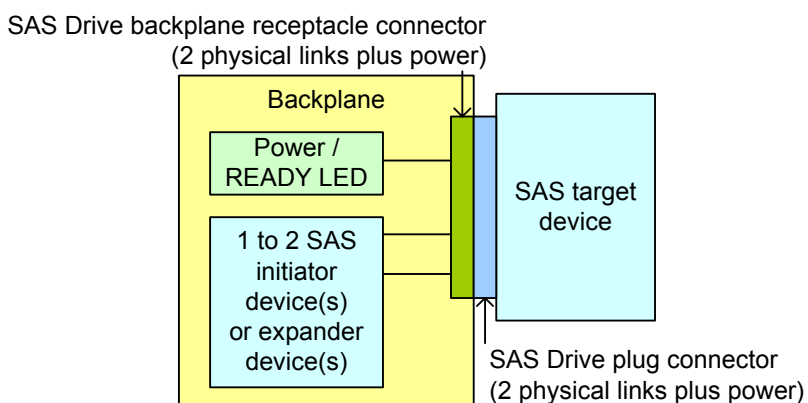 SAS Drive backplane receptacle connector
(2 physical links plus power)
Backplane
Power /
READY LED
1 to 2 SAS
initiator
device(s)
or expander
device(s)
SAS target
device
SAS Drive plug connector
(2 physical links plus power)